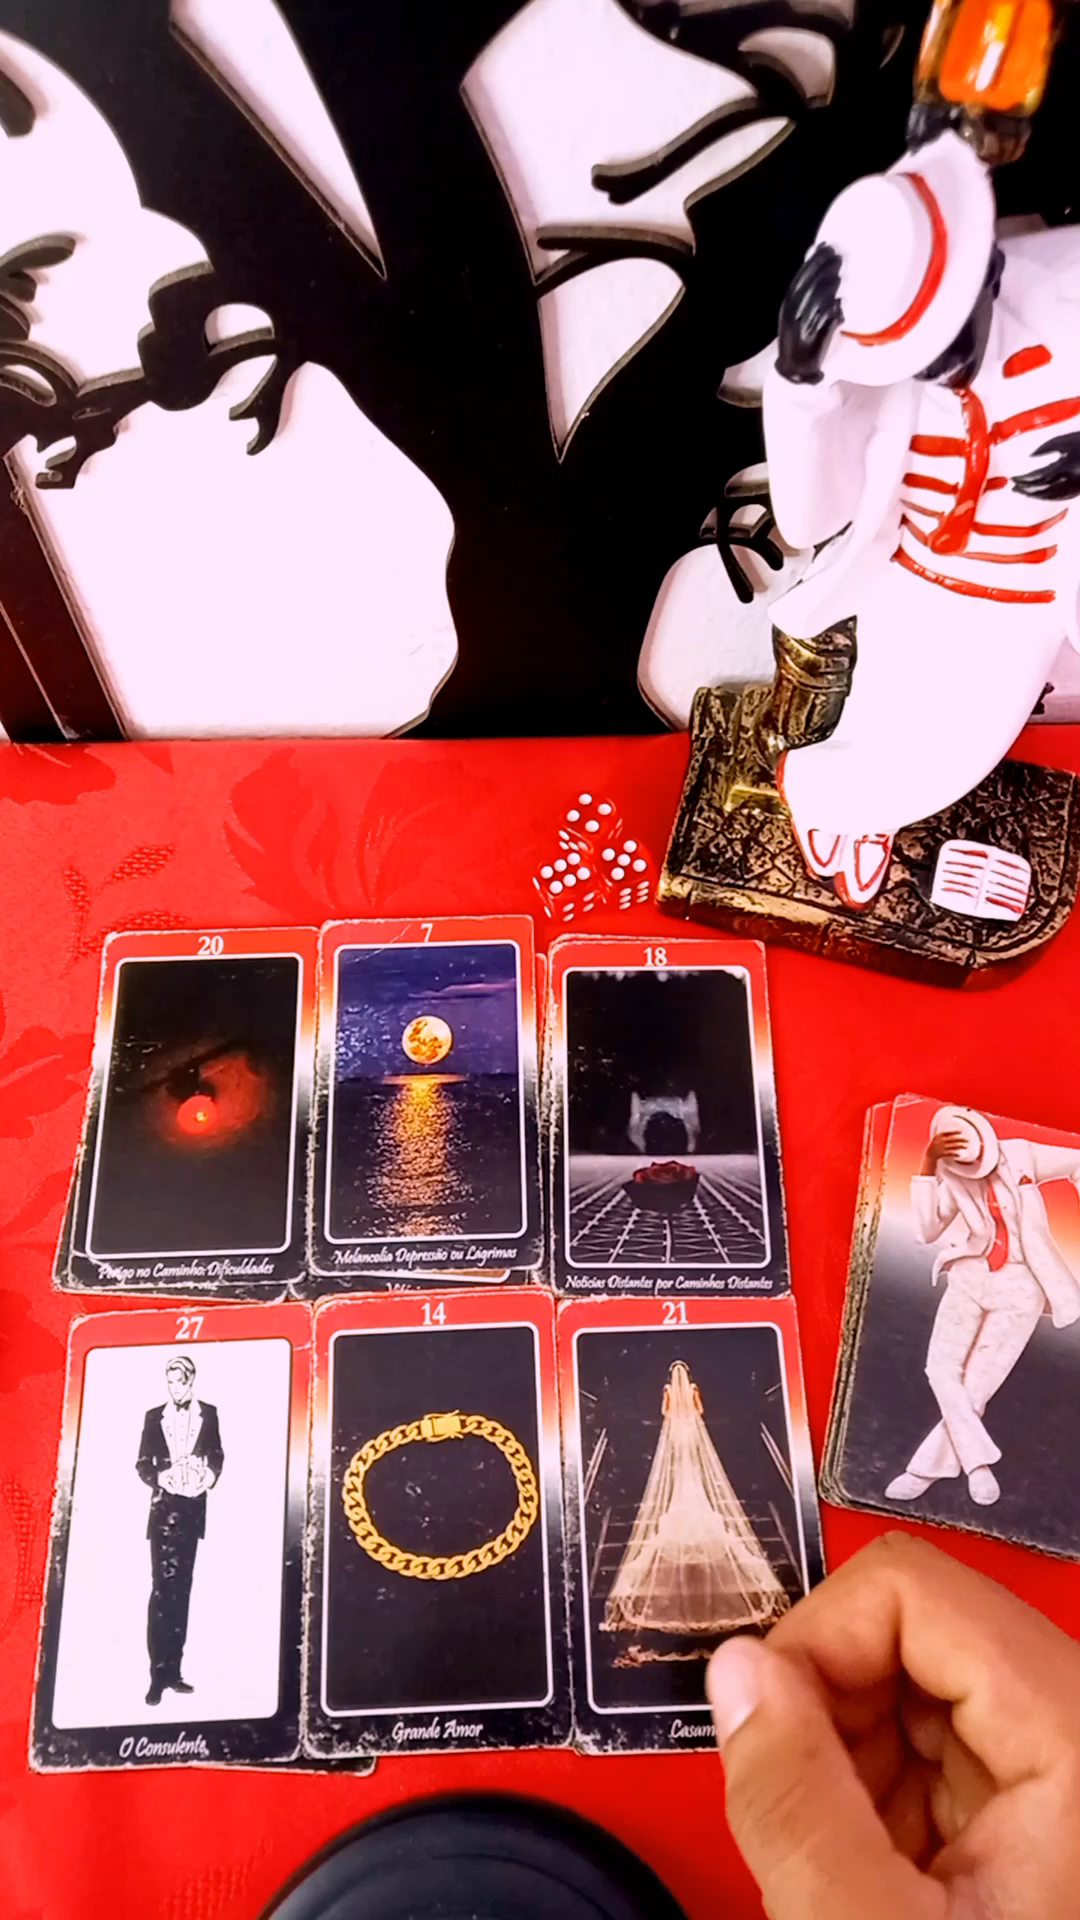 20
7
18
Perigo no Caminho: Dificuldades
Melancolia Depressão ou Lágrimas
Notícias Distantes por Caminhos Distantes
27
14
21
O Consulente
Grande Amor
Casam